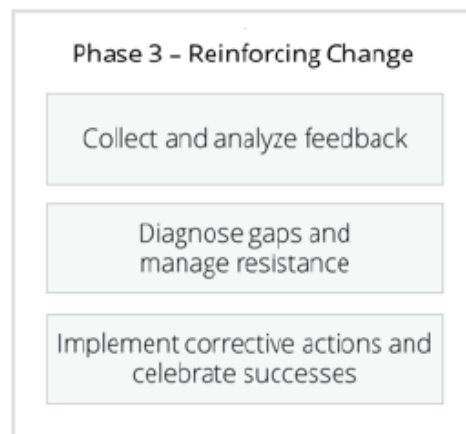 Phase 3 – Reinforcing Change
Collect and analyze feedback
Diagnose gaps and
manage resistance
Implement corrective actions and
celebrate successes